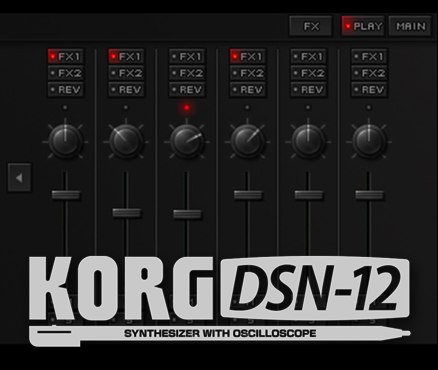 FX PLAY MAIN
FX1 FX1 FX1 FX1 FX1 FX1
FX2 FX2 FX2 FX2 FX2 FX2
REV REV REV REV REV REV
KORG DSN-12
SYNTHESIZER WITH OSCILLOSCOPE